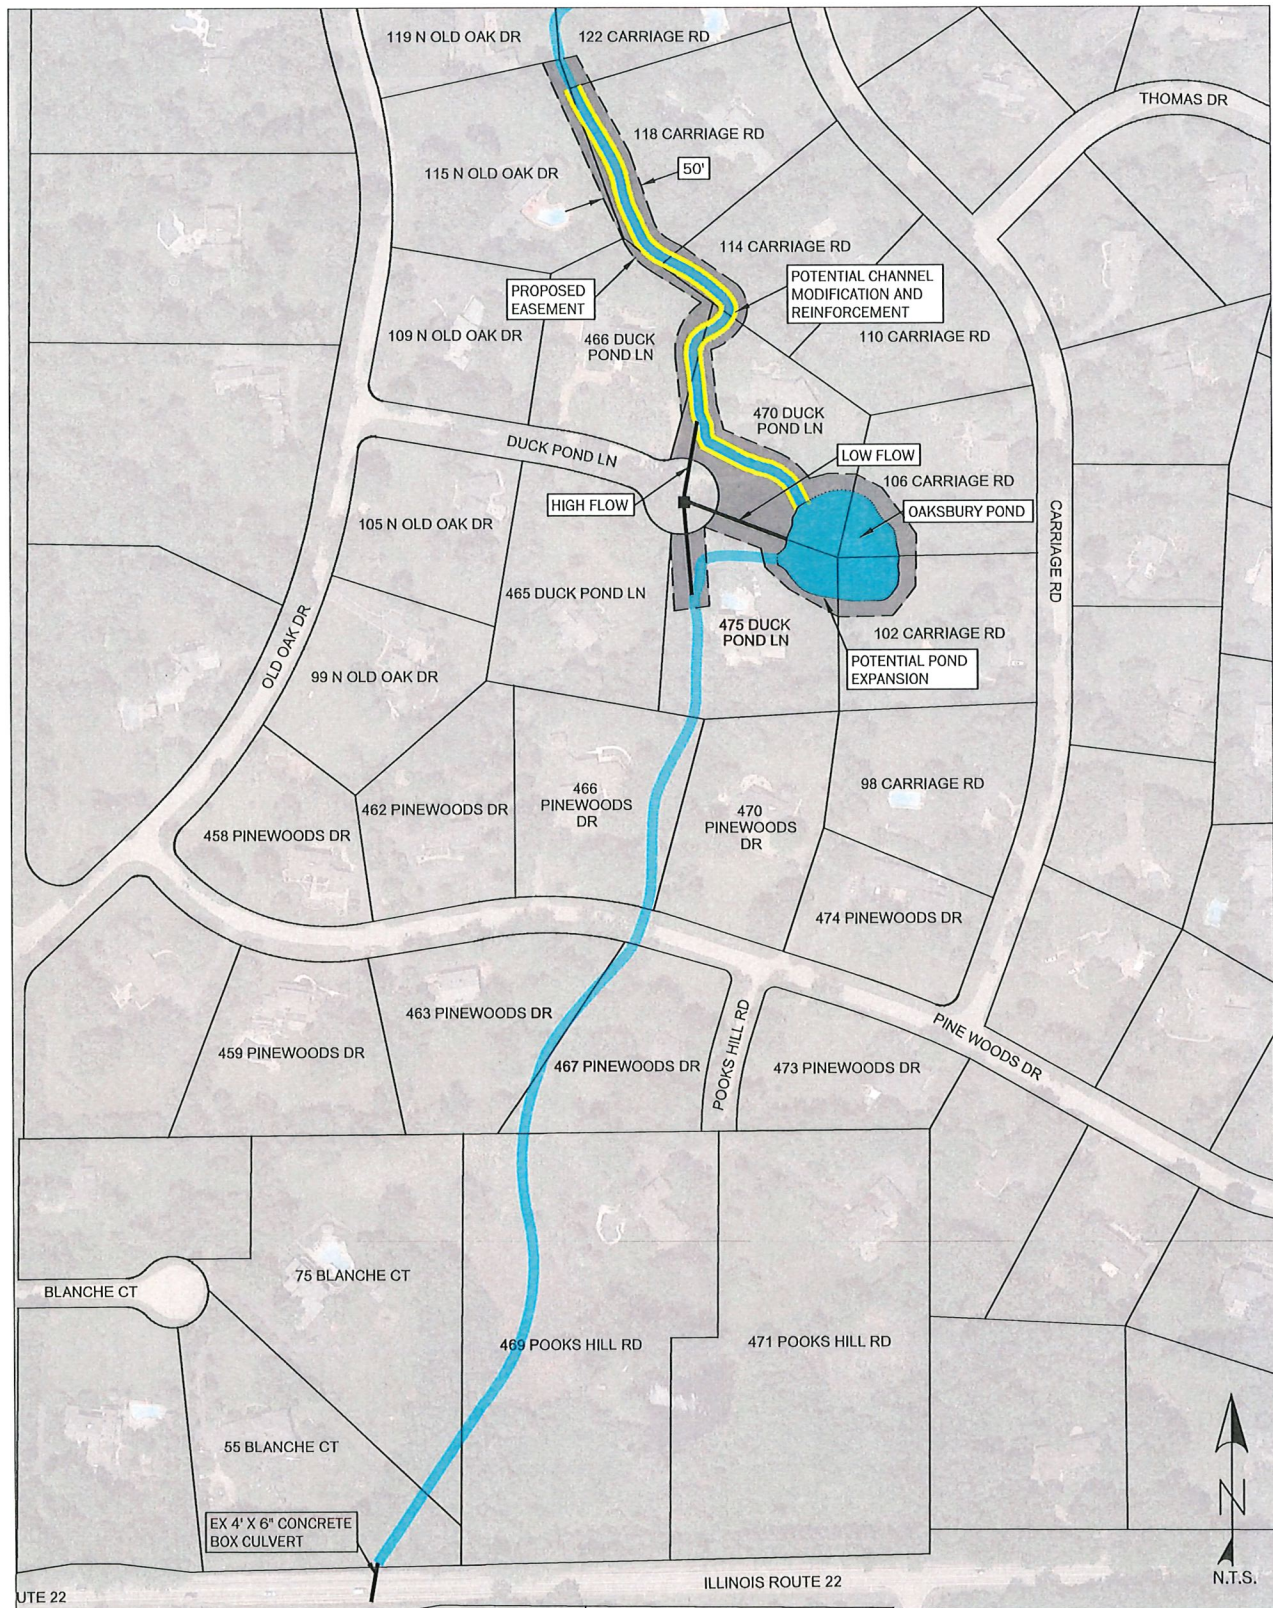 119 N OLD OAK DR
122 CARRIAGE RD
THOMAS DR
118 CARRIAGE RD
50'
115 N OLD OAK DR
114 CARRIAGE RD
PROPOSED
EASEMENT
POTENTIAL CHANNEL
MODIFICATION AND
REINFORCEMENT
109 N OLD OAK DR
466 DUCK
POND LN
110 CARRIAGE RD
470 DUCK
POND LN
DUCK POND LN
LOW FLOW
106 CARRIAGE RD
HIGH FLOW
OAKSBURY POND
105 N OLD OAK DR
CARRIAGE RD
465 DUCK POND LN
475 DUCK
POND LN
102 CARRIAGE RD
OLD OAK DR
99 N OLD OAK DR
POTENTIAL POND
EXPANSION
466
PINEWOODS
DR
98 CARRIAGE RD
462 PINEWOODS DR
470
PINEWOODS
DR
458 PINEWOODS DR
474 PINEWOODS DR
463 PINEWOODS DR
PINE WOODS DR
459 PINEWOODS DR
467 PINEWOODS DR
POOKS HILL RD
473 PINEWOODS DR
75 BLANCHE CT
BLANCHE CT
469 POOKS HILL RD
471 POOKS HILL RD
55 BLANCHE CT
EX 4' X 6" CONCRETE
BOX CULVERT
N
N.T.S.
UTE 22
ILLINOIS ROUTE 22